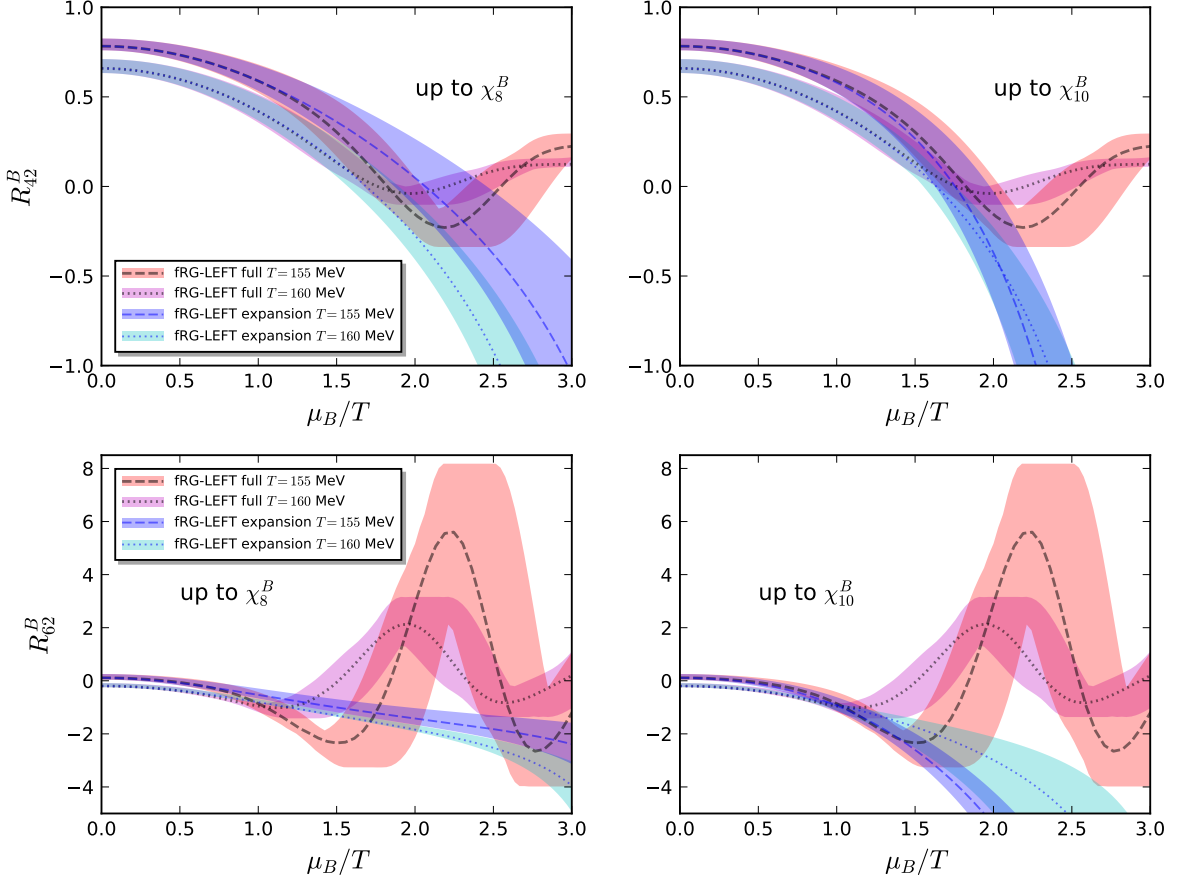 1.0
0.5
0.0
−0.5
−1.0
R^B_42
up to χ^B_8
fRG-LEFT full T = 155 MeV
fRG-LEFT full T = 160 MeV
fRG-LEFT expansion T = 155 MeV
fRG-LEFT expansion T = 160 MeV
0.0 0.5 1.0 1.5 2.0 2.5 3.0
μ_B/T
1.0
0.5
0.0
−0.5
−1.0
up to χ^B_10
0.0 0.5 1.0 1.5 2.0 2.5 3.0
μ_B/T
8
6
4
2
0
−2
−4
R^B_62
fRG-LEFT full T = 155 MeV
fRG-LEFT full T = 160 MeV
fRG-LEFT expansion T = 155 MeV
fRG-LEFT expansion T = 160 MeV
up to χ^B_8
0.0 0.5 1.0 1.5 2.0 2.5 3.0
μ_B/T
8
6
4
2
0
−2
−4
up to χ^B_10
0.0 0.5 1.0 1.5 2.0 2.5 3.0
μ_B/T